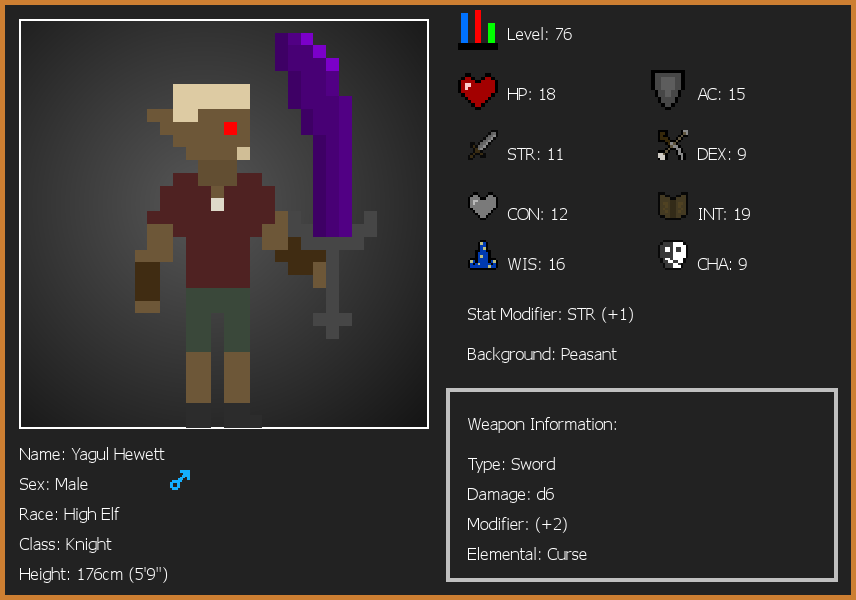 Level: 76
HP: 18
AC: 15
STR: 11
DEX: 9
CON: 12
INT: 19
WIS: 16
CHA: 9
Stat Modifier: STR (+1)
Background: Peasant
Weapon Information:
Type: Sword
Damage: d6
Modifier: (+2)
Elemental: Curse
Name: Yagul Hewett
Sex: Male
Race: High Elf
Class: Knight
Height: 176cm (5'9")